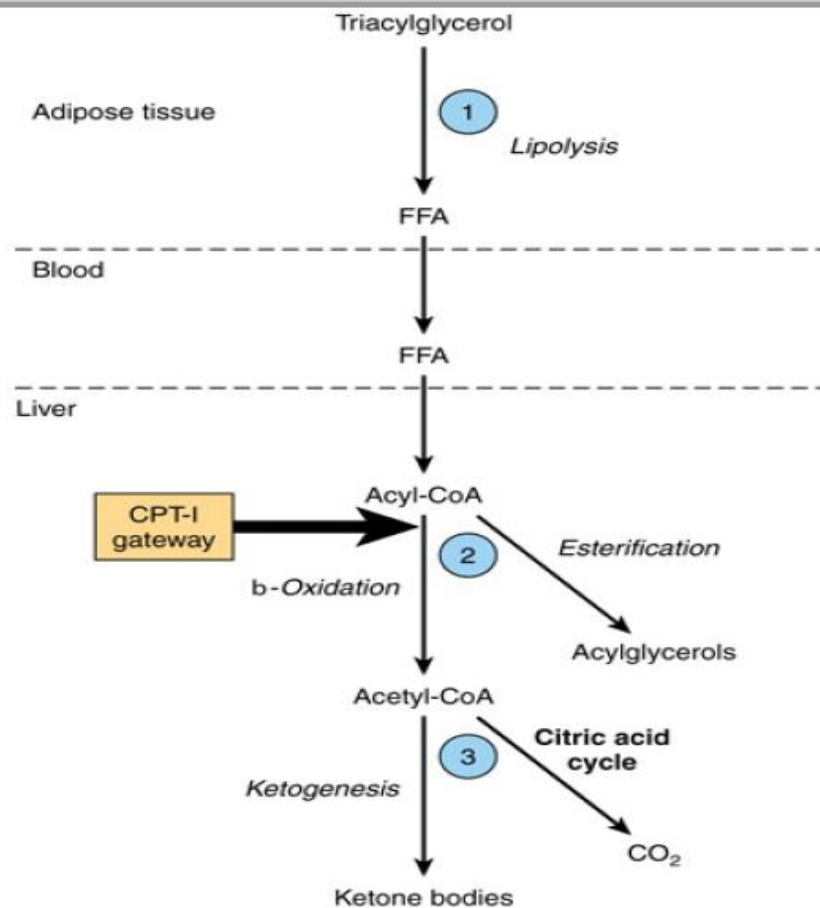 Triacylglycerol
Adipose tissue
1
Lipolysis
FFA
Blood
FFA
Liver
Acyl-CoA
CPT-I
gateway
2
Esterification
b-Oxidation
Acylglycerols
Acetyl-CoA
Citric acid
cycle
3
Ketogenesis
CO₂
Ketone bodies